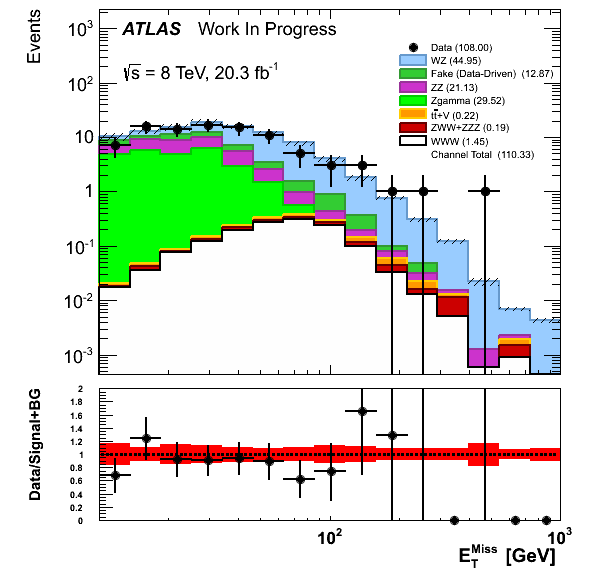 Events
ATLAS Work In Progress
√s = 8 TeV, 20.3 fb⁻¹
Data (108.00)
WZ (44.95)
Fake (Data-Driven) (12.87)
ZZ (21.13)
Zgamma (29.52)
tt̄+V (0.22)
ZWW+ZZZ (0.19)
WWW (1.45)
Channel Total (110.33)
10³
10²
10
1
10⁻¹
10⁻²
10⁻³
Data/Signal+BG
2
1.8
1.6
1.4
1.2
1
0.8
0.6
0.4
0.2
0
10²
10³
E_T^Miss [GeV]